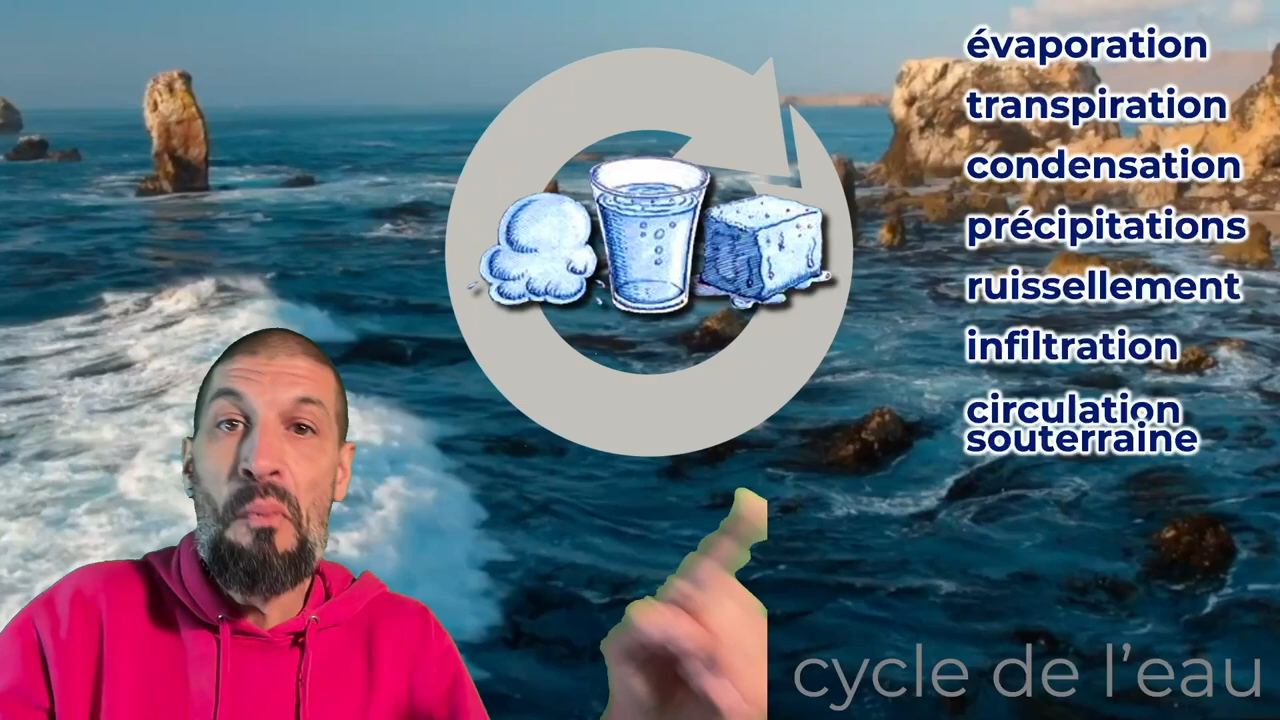 évaporation
transpiration
condensation
précipitations
ruissellement
infiltration
circulation
souterraine
cycle de l’eau